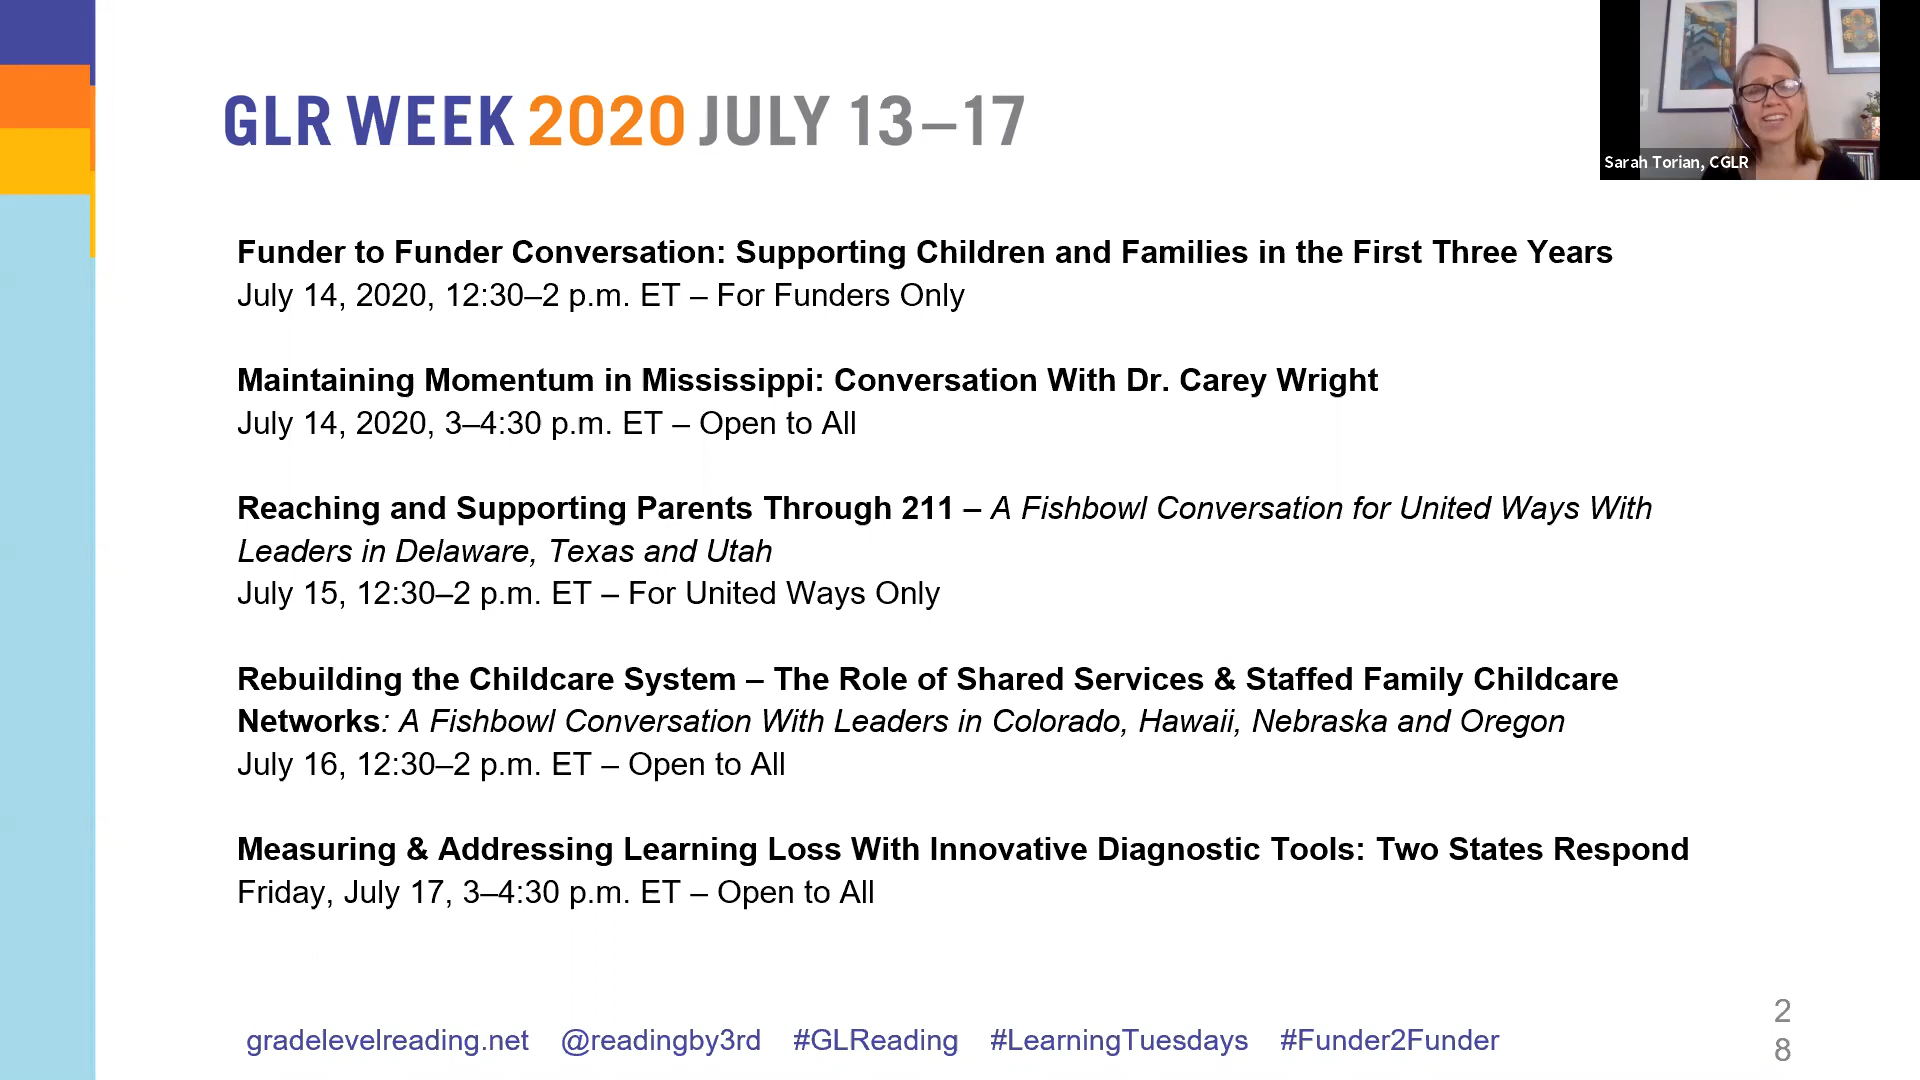 GLR WEEK 2020 JULY 13–17
Sarah Torian, CGLR
Funder to Funder Conversation: Supporting Children and Families in the First Three Years
July 14, 2020, 12:30–2 p.m. ET – For Funders Only
Maintaining Momentum in Mississippi: Conversation With Dr. Carey Wright
July 14, 2020, 3–4:30 p.m. ET – Open to All
Reaching and Supporting Parents Through 211 – A Fishbowl Conversation for United Ways With
Leaders in Delaware, Texas and Utah
July 15, 12:30–2 p.m. ET – For United Ways Only
Rebuilding the Childcare System – The Role of Shared Services & Staffed Family Childcare
Networks: A Fishbowl Conversation With Leaders in Colorado, Hawaii, Nebraska and Oregon
July 16, 12:30–2 p.m. ET – Open to All
Measuring & Addressing Learning Loss With Innovative Diagnostic Tools: Two States Respond
Friday, July 17, 3–4:30 p.m. ET – Open to All
gradelevelreading.net @readingby3rd #GLReading #LearningTuesdays #Funder2Funder
2
8